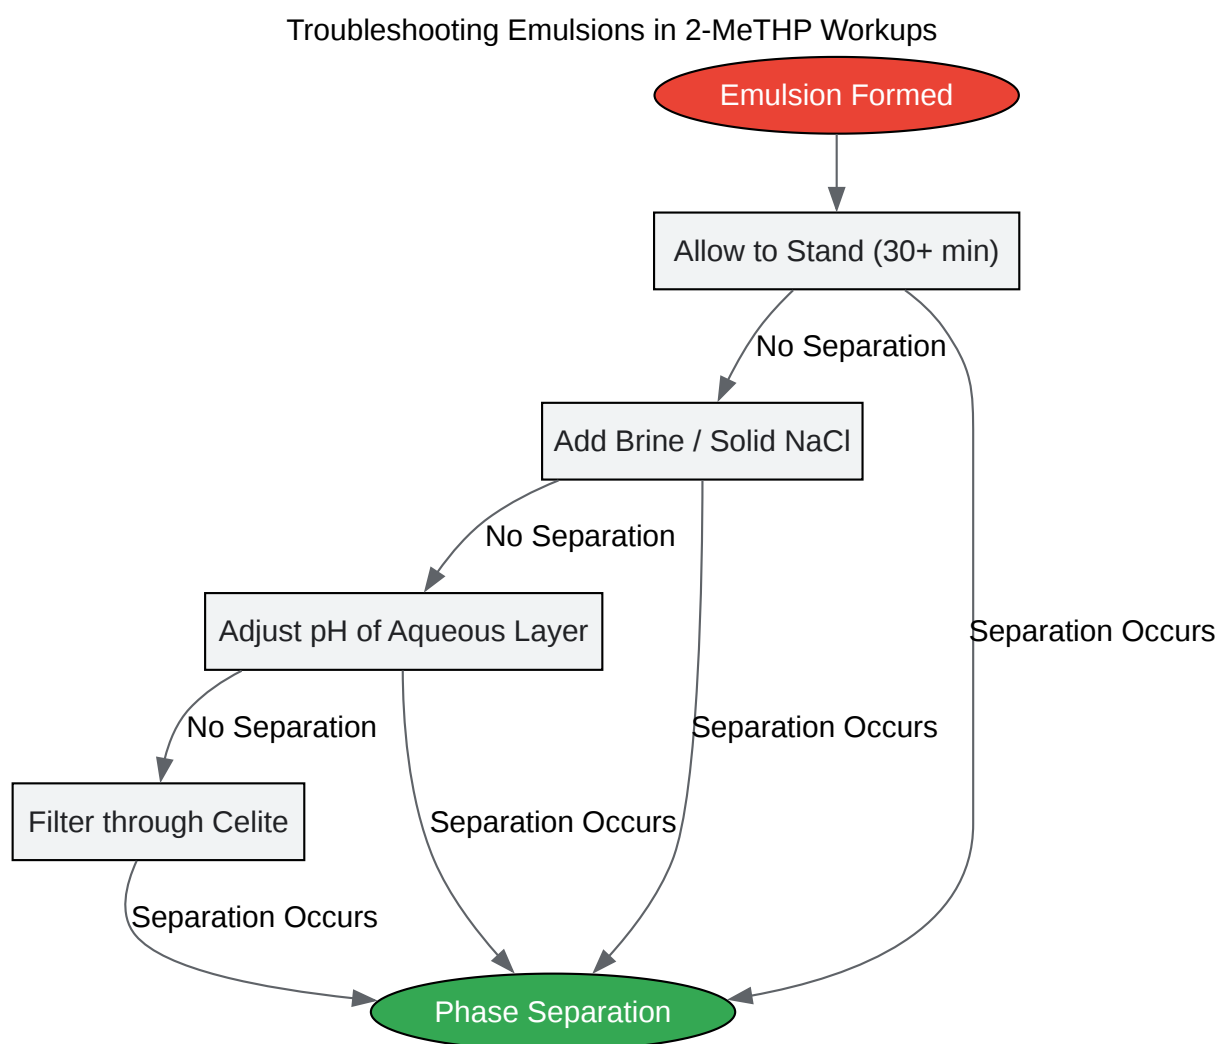 Troubleshooting Emulsions in 2-MeTHP Workups
Emulsion Formed
Allow to Stand (30+ min)
No Separation
Add Brine / Solid NaCl
No Separation
Adjust pH of Aqueous Layer
Separation Occurs
No Separation
Separation Occurs
Filter through Celite
Separation Occurs
Separation Occurs
Phase Separation